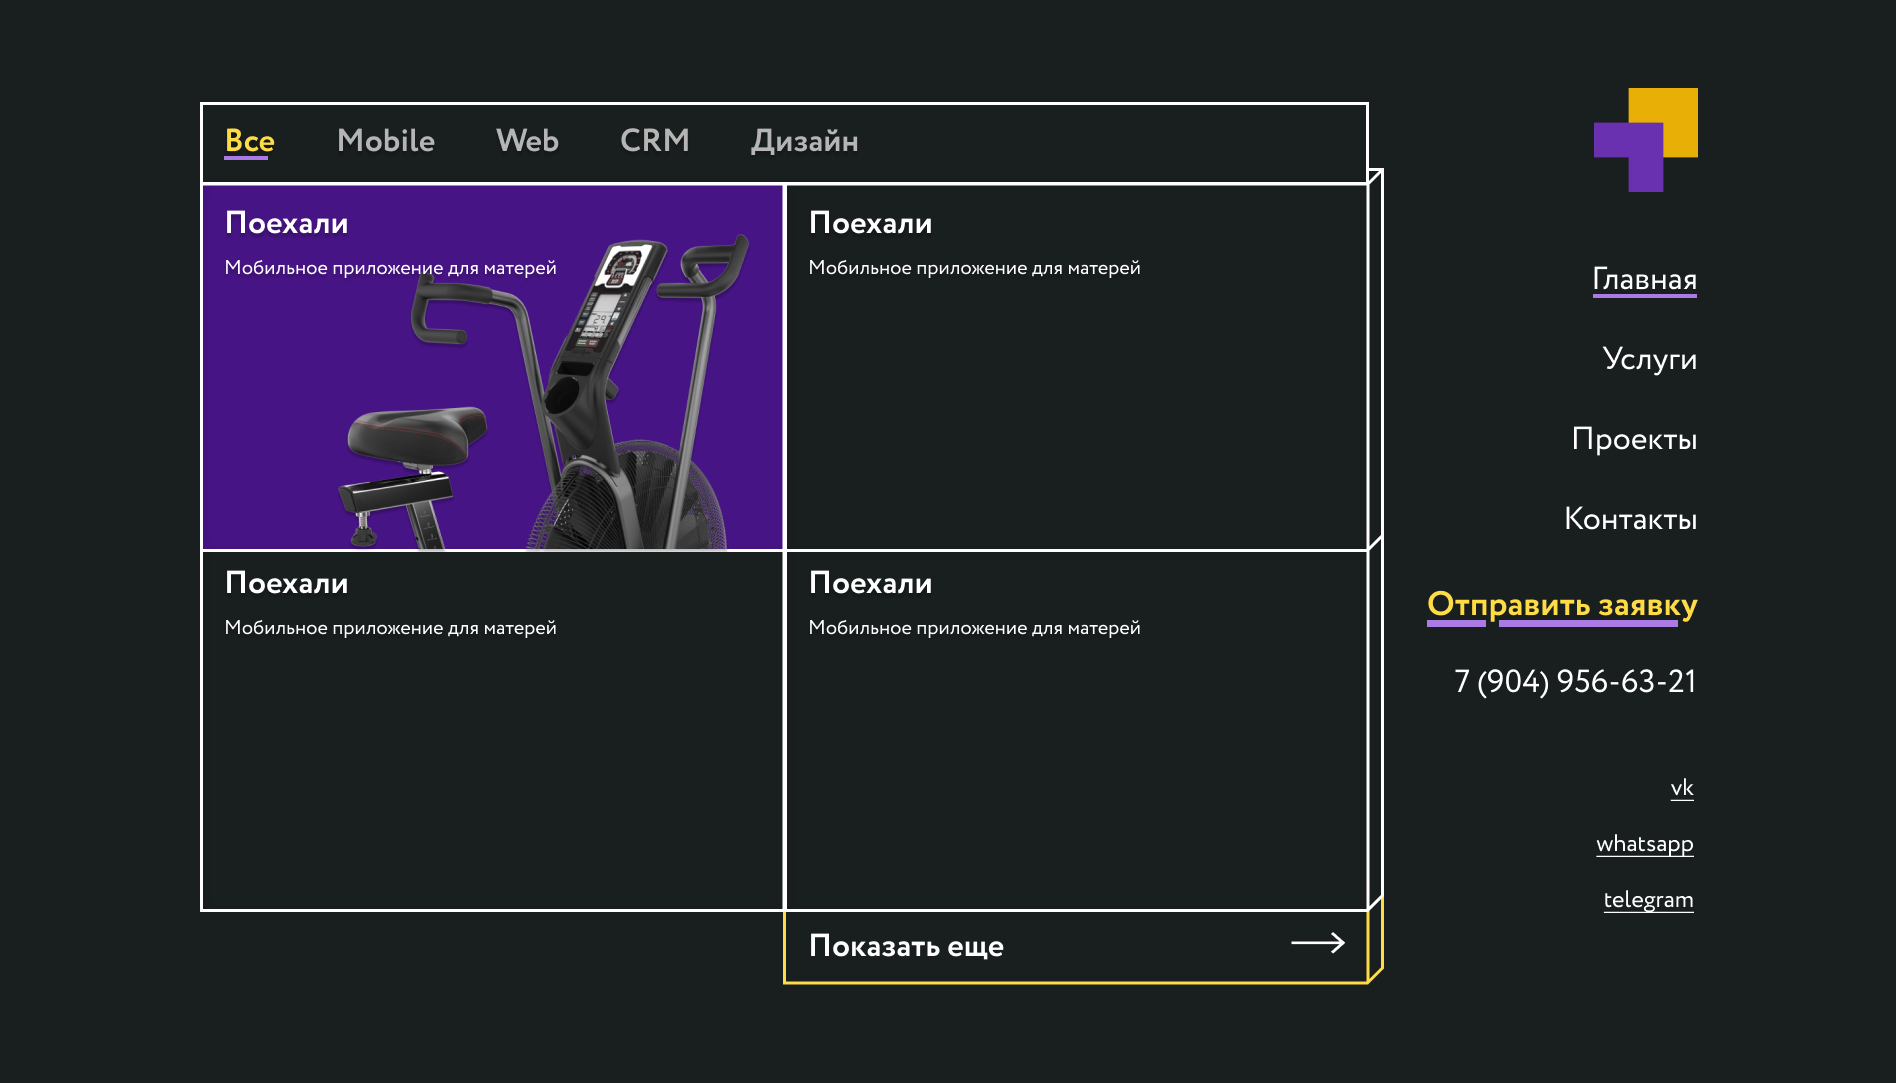 Все Mobile Web CRM Дизайн
Поехали
Мобильное приложение для матерей
Поехали
Мобильное приложение для матерей
Поехали
Мобильное приложение для матерей
Поехали
Мобильное приложение для матерей
Показать еще
Главная
Услуги
Проекты
Контакты
Отправить заявку
7 (904) 956-63-21
vk
whatsapp
telegram